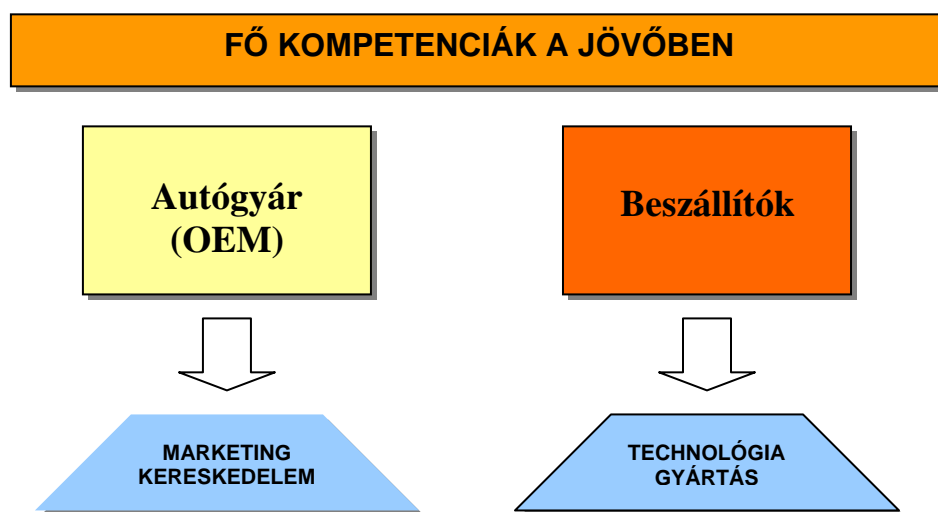 FŐ KOMPETENCIÁK A JÖVŐBEN
Autógyár
(OEM)
Beszállítók
MARKETING
KERESKEDELEM
TECHNOLÓGIA
GYÁRTÁS